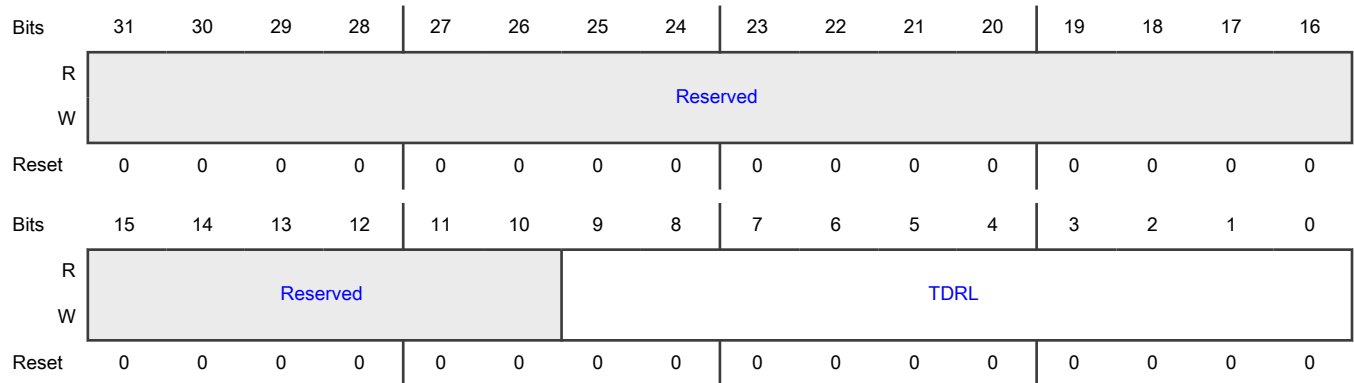 Bits 31 30 29 28 27 26 25 24 23 22 21 20 19 18 17 16
R
Reserved
W
Reset 0 0 0 0 0 0 0 0 0 0 0 0 0 0 0 0
Bits 15 14 13 12 11 10 9 8 7 6 5 4 3 2 1 0
R
Reserved TDRL
W
Reset 0 0 0 0 0 0 0 0 0 0 0 0 0 0 0 0